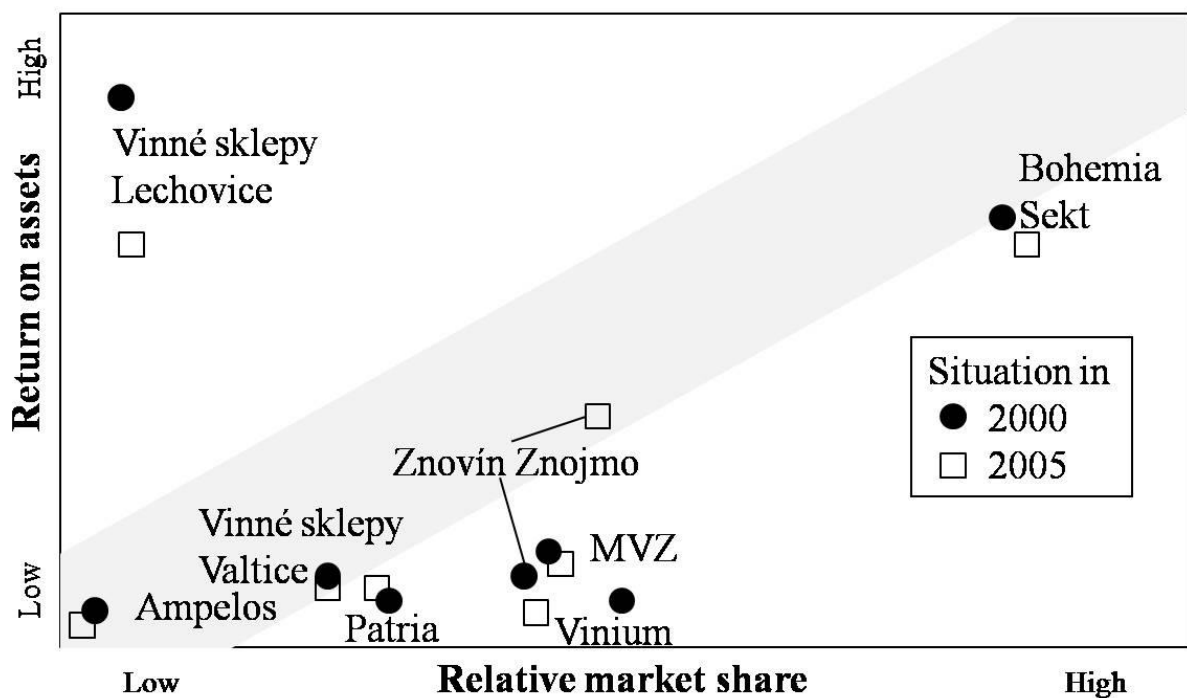 High
Return on assets
Low
Vinné sklepy
Lechovice
Bohemia
Sekt
Situation in
2000
2005
Znovín Znojmo
Vinné sklepy
Valtice
MVZ
Ampelos
Patria
Vinium
Low
Relative market share
High